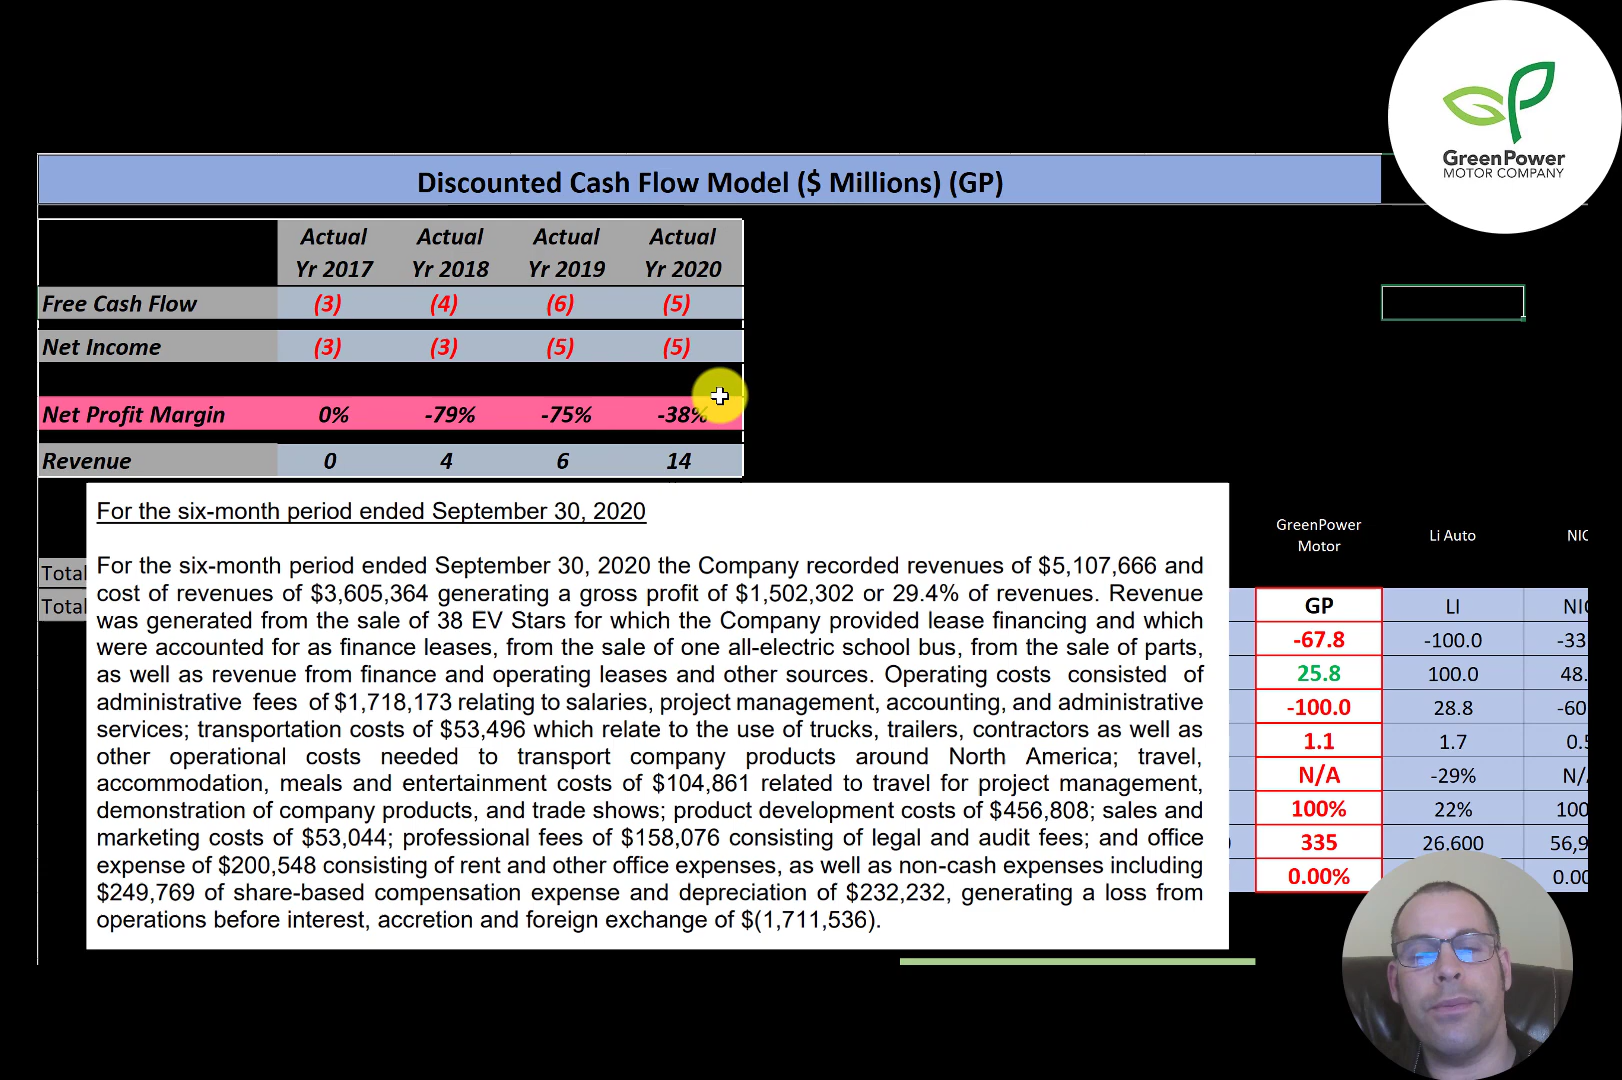 GreenPower
MOTOR COMPANY
Discounted Cash Flow Model ($ Millions) (GP)
Actual Actual Actual Actual
Yr 2017 Yr 2018 Yr 2019 Yr 2020
Free Cash Flow (3) (4) (6) (5)
Net Income (3) (3) (5) (5)
Net Profit Margin 0% -79% -75% -38%
Revenue 0 4 6 14
For the six-month period ended September 30, 2020
For the six-month period ended September 30, 2020 the Company recorded revenues of $5,107,666 and
cost of revenues of $3,605,364 generating a gross profit of $1,502,302 or 29.4% of revenues. Revenue
was generated from the sale of 38 EV Stars for which the Company provided lease financing and which
were accounted for as finance leases, from the sale of one all-electric school bus, from the sale of parts,
as well as revenue from finance and operating leases and other sources. Operating costs consisted of
administrative fees of $1,718,173 relating to salaries, project management, accounting, and administrative
services; transportation costs of $53,496 which relate to the use of trucks, trailers, contractors as well as
other operational costs needed to transport company products around North America; travel,
accommodation, meals and entertainment costs of $104,861 related to travel for project management,
demonstration of company products, and trade shows; product development costs of $456,808; sales and
marketing costs of $53,044; professional fees of $158,076 consisting of legal and audit fees; and office
expense of $200,548 consisting of rent and other office expenses, as well as non-cash expenses including
$249,769 of share-based compensation expense and depreciation of $232,232, generating a loss from
operations before interest, accretion and foreign exchange of $(1,711,536).
Total
Total
GreenPower
Motor Li Auto
GP LI
-67.8 -100.0 -33
25.8 100.0 48.
-100.0 28.8 -60
1.1 1.7 0.5
N/A -29% N/
100% 22% 100
335 26,600 56,9
0.00% 0.00